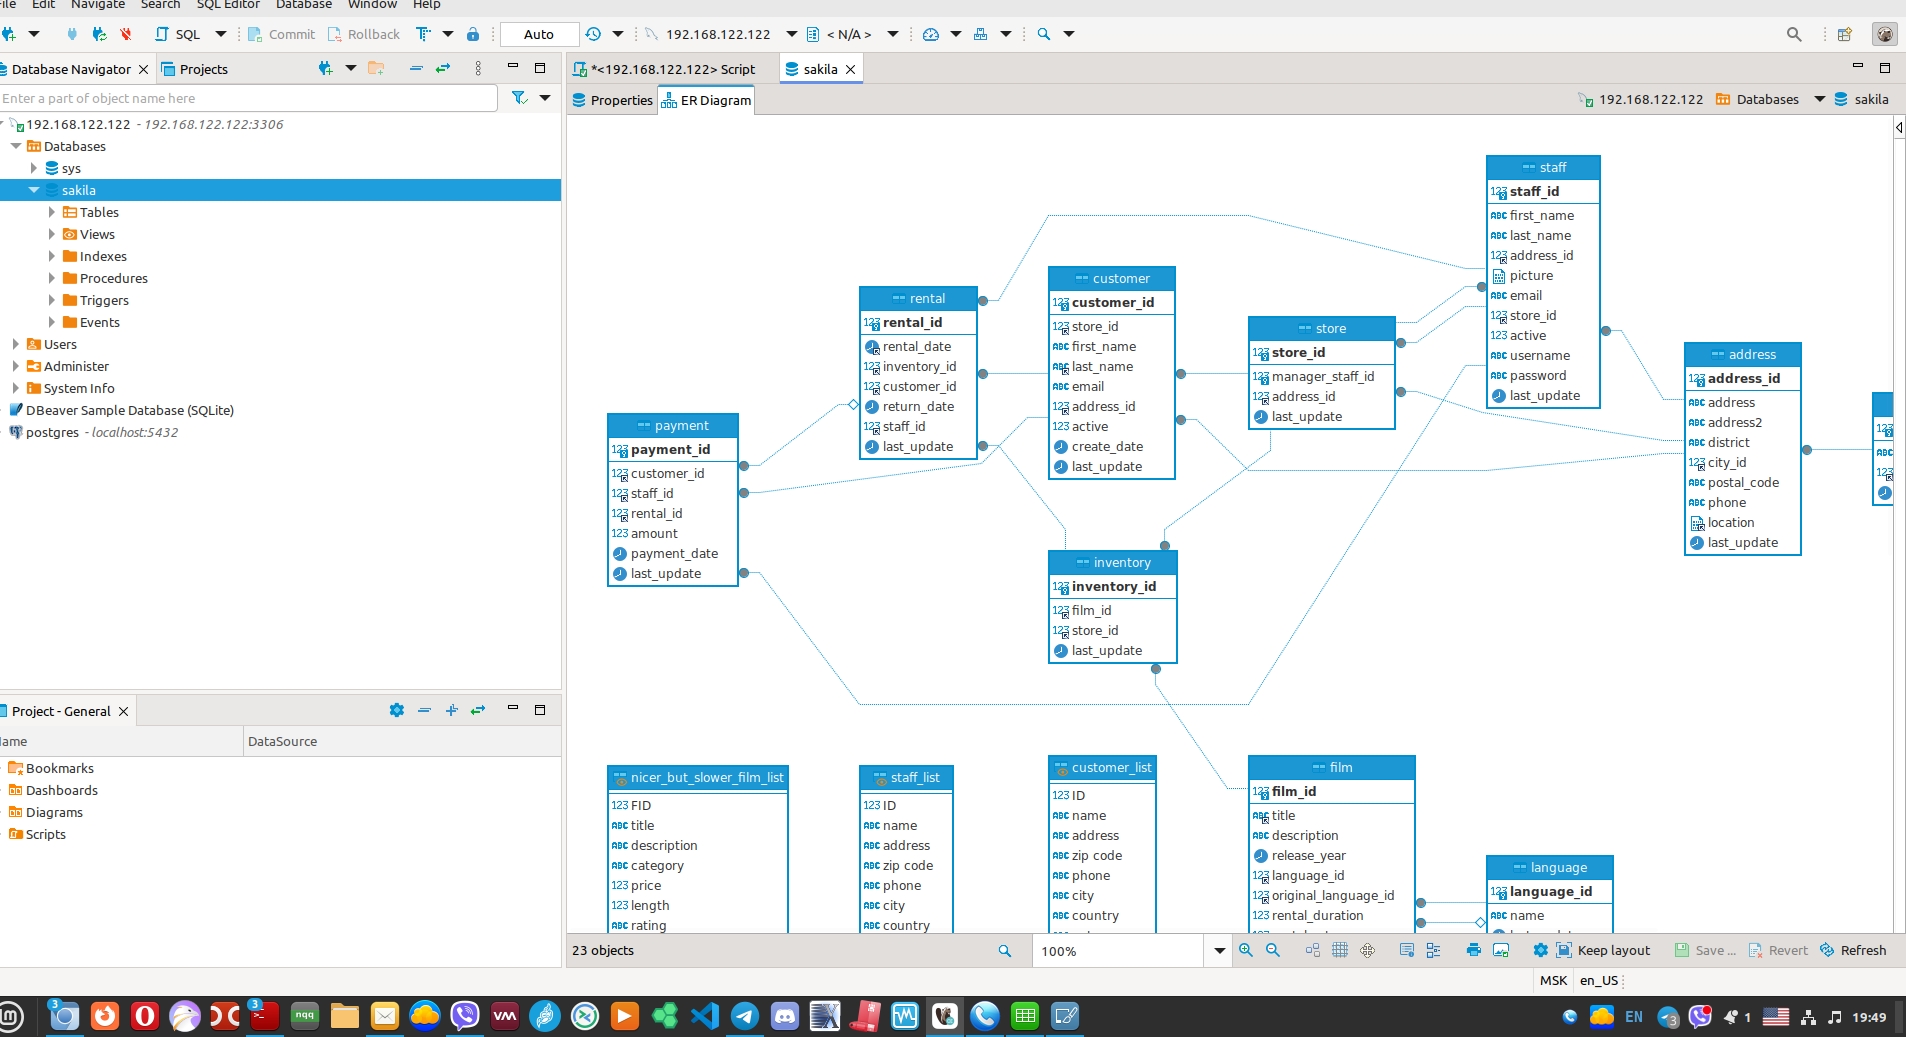 File Edit Navigate Search SQL Editor Database Window Help
SQL Commit Rollback Auto 192.168.122.122 < N/A >
Database Navigator Projects
Enter a part of object name here
192.168.122.122 - 192.168.122.122:3306
Databases
sys
sakila
Tables
Views
Indexes
Procedures
Triggers
Events
Users
Administer
System Info
DBeaver Sample Database (SQLite)
postgres - localhost:5432
Project - General
Name DataSource
Bookmarks
Dashboards
Diagrams
Scripts
*<192.168.122.122> Script sakila
Properties ER Diagram 192.168.122.122 Databases sakila
staff
staff_id
first_name
last_name
address_id
picture
email
store_id
active
username
password
last_update
customer
customer_id
store_id
first_name
last_name
email
address_id
active
create_date
last_update
rental
rental_id
rental_date
inventory_id
customer_id
return_date
staff_id
last_update
store
store_id
manager_staff_id
address_id
last_update
address
address_id
address
address2
district
city_id
postal_code
phone
location
last_update
payment
payment_id
customer_id
staff_id
rental_id
amount
payment_date
last_update
inventory
inventory_id
film_id
store_id
last_update
nicer_but_slower_film_list
FID
title
description
category
price
length
rating
staff_list
ID
name
address
zip code
phone
city
country
customer_list
ID
name
address
zip code
phone
city
country
film
film_id
title
description
release_year
language_id
original_language_id
rental_duration
language
language_id
name
23 objects 100% Keep layout Save ... Revert Refresh
MSK en_US
3 3 nqq VM EN 3 1 19:49